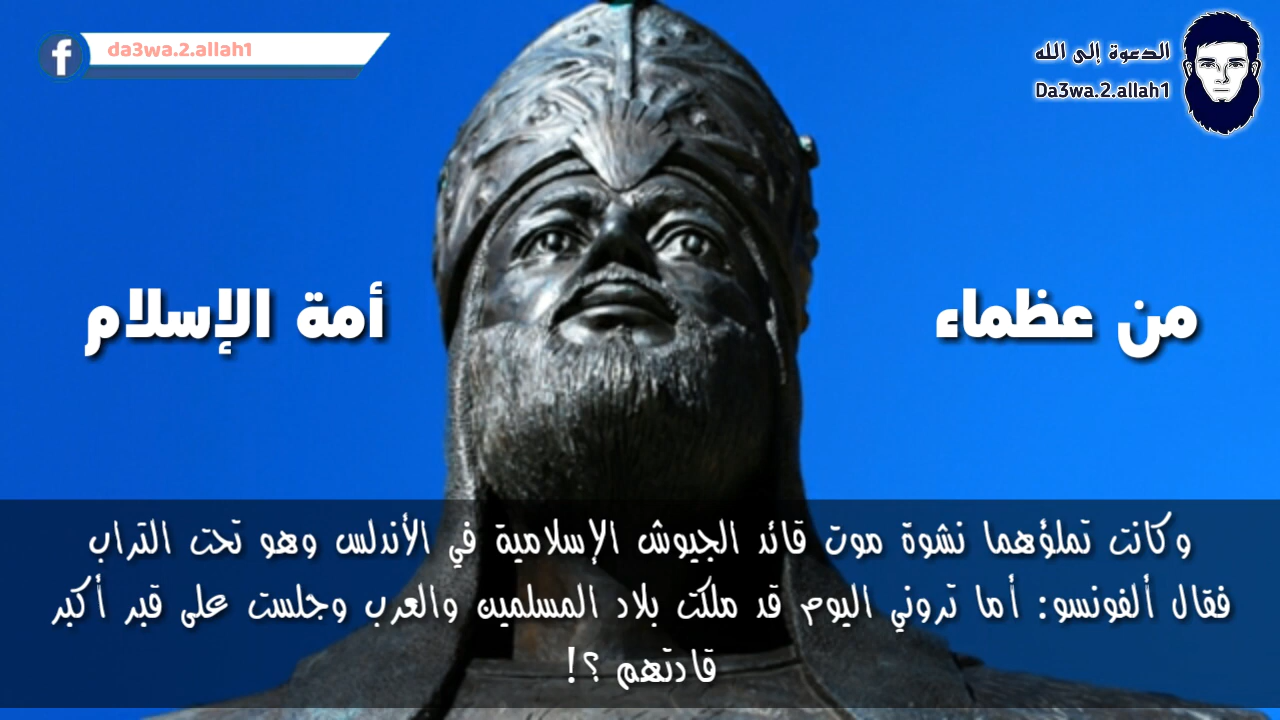 da3wa.2.allah1
الدعوة إلى الله
Da3wa.2.allah1
من عظماء
أمة الإسلام
وكانت تملؤهما نشوة موت قائد الجيوش الإسلامية في الأندلس وهو تحت التراب
فقال ألفونسو: أما تروني اليوم قد ملكت بلاد المسلمين والعرب وجلست على قبر أكبر
قادتهم ؟!